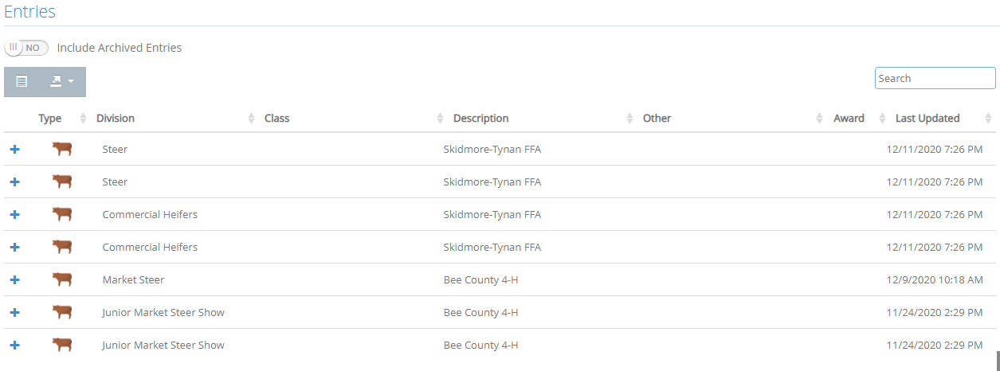 Entries
NO Include Archived Entries
Search
Type Division Class Description Other Award Last Updated
Steer Skidmore-Tynan FFA 12/11/2020 7:26 PM
Steer Skidmore-Tynan FFA 12/11/2020 7:26 PM
Commercial Heifers Skidmore-Tynan FFA 12/11/2020 7:26 PM
Commercial Heifers Skidmore-Tynan FFA 12/11/2020 7:26 PM
Market Steer Bee County 4-H 12/9/2020 10:18 AM
Junior Market Steer Show Bee County 4-H 11/24/2020 2:29 PM
Junior Market Steer Show Bee County 4-H 11/24/2020 2:29 PM